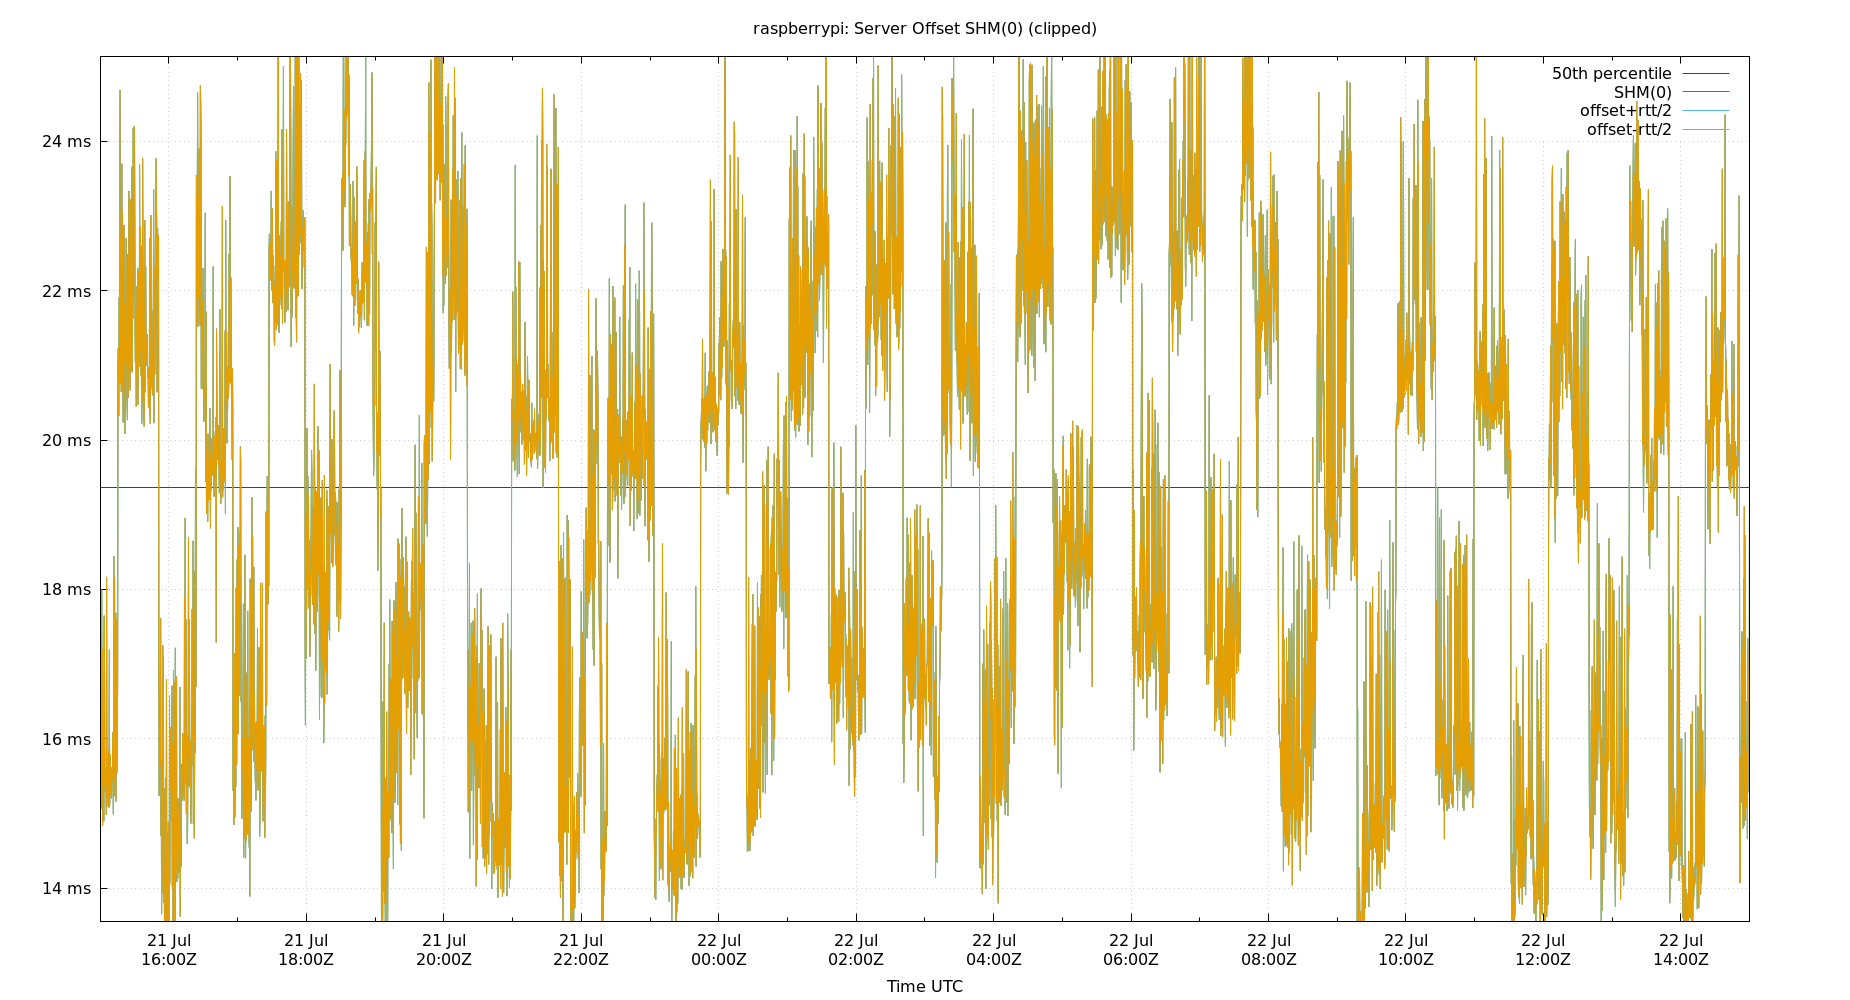 raspberrypi: Server Offset SHM(0) (clipped)
50th percentile
SHM(0)
offset+rtt/2
offset-rtt/2
24 ms
22 ms
20 ms
18 ms
16 ms
14 ms
21 Jul 21 Jul 21 Jul 21 Jul 22 Jul 22 Jul 22 Jul 22 Jul 22 Jul 22 Jul 22 Jul 22 Jul
16:00Z 18:00Z 20:00Z 22:00Z 00:00Z 02:00Z 04:00Z 06:00Z 08:00Z 10:00Z 12:00Z 14:00Z
Time UTC